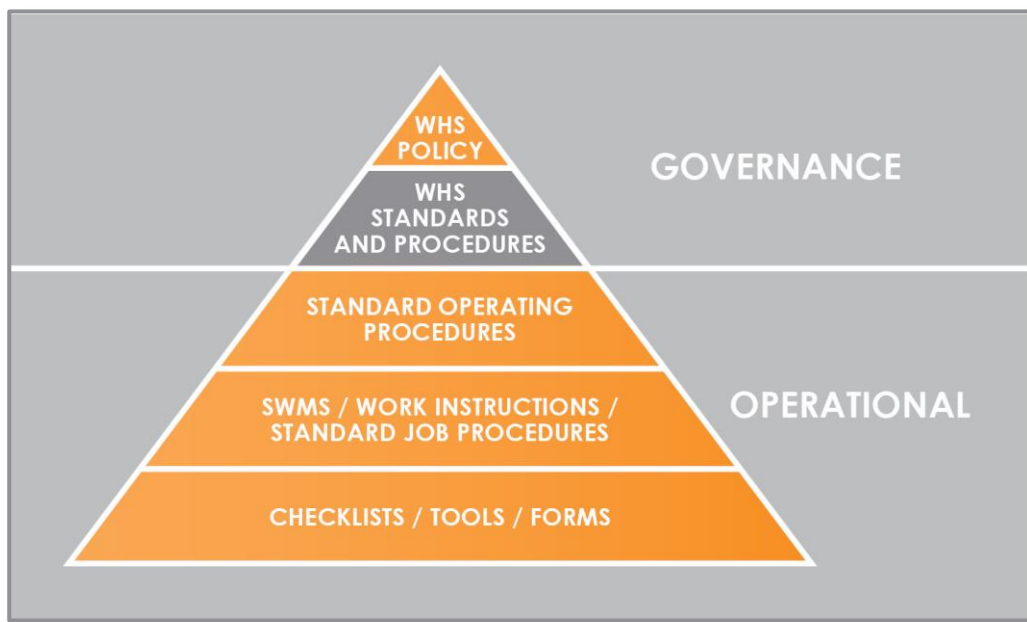 WHS
POLICY
GOVERNANCE
WHS
STANDARDS
AND PROCEDURES
STANDARD OPERATING
PROCEDURES
SWMS / WORK INSTRUCTIONS /
STANDARD JOB PROCEDURES
OPERATIONAL
CHECKLISTS / TOOLS / FORMS